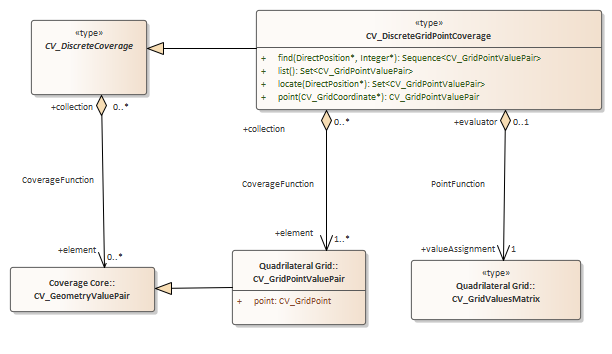 «type»
CV_DiscreteCoverage
«type»
CV_DiscreteGridPointCoverage
+ find(DirectPosition*, Integer*): Sequence<CV_GridPointValuePair>
+ list(): Set<CV_GridPointValuePair>
+ locate(DirectPosition*): Set<CV_GridPointValuePair>
+ point(CV_GridCoordinate*): CV_GridPointValuePair
+collection 0..*
+collection 0..*
+evaluator 0..1
CoverageFunction
CoverageFunction
PointFunction
+element 0..*
+element 1..*
+valueAssignment 1
Coverage Core::
CV_GeometryValuePair
Quadrilateral Grid::
CV_GridPointValuePair
+ point: CV_GridPoint
«type»
Quadrilateral Grid::
CV_GridValuesMatrix